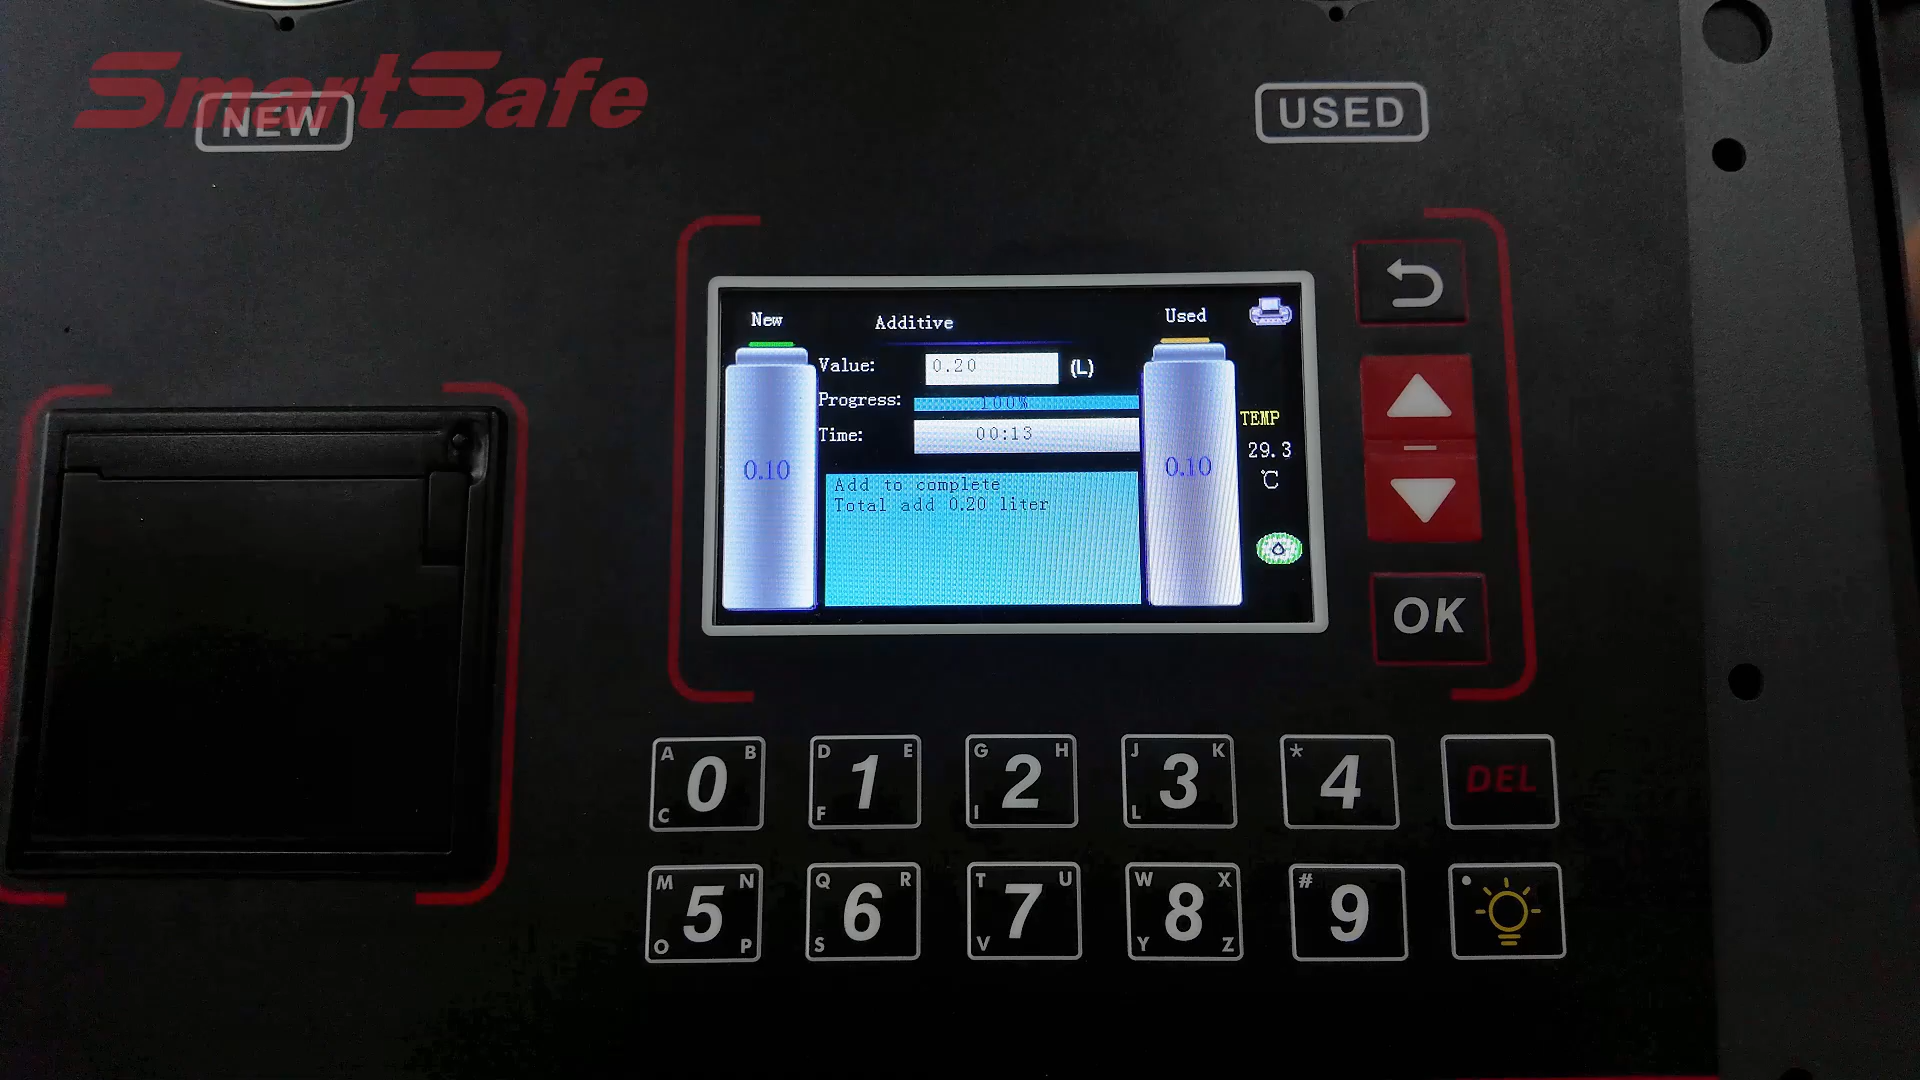 SmartSafe
NEW
USED
New
Additive
Used
Value:
0.20
(L)
Progress:
100%
Time:
00:13
TEMP
29.3
℃
0.10
0.10
Add to complete
Total add 0.20 liter
OK
A B 0 C
D E 1 F
G H 2 I
J K 3 L
* 4
DEL
M N 5 O P
Q R 6 S
T U 7 V
W X 8 Y Z
# 9